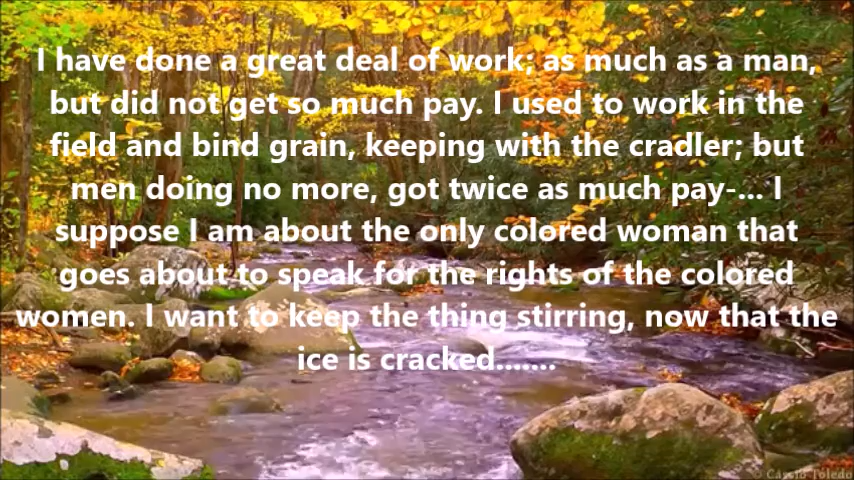 I have done a great deal of work; as much as a man,
but did not get so much pay. I used to work in the
field and bind grain, keeping with the cradler; but
men doing no more, got twice as much pay-... I
suppose I am about the only colored woman that
goes about to speak for the rights of the colored
women. I want to keep the thing stirring, now that the
ice is cracked.......
© Cássio Toledo